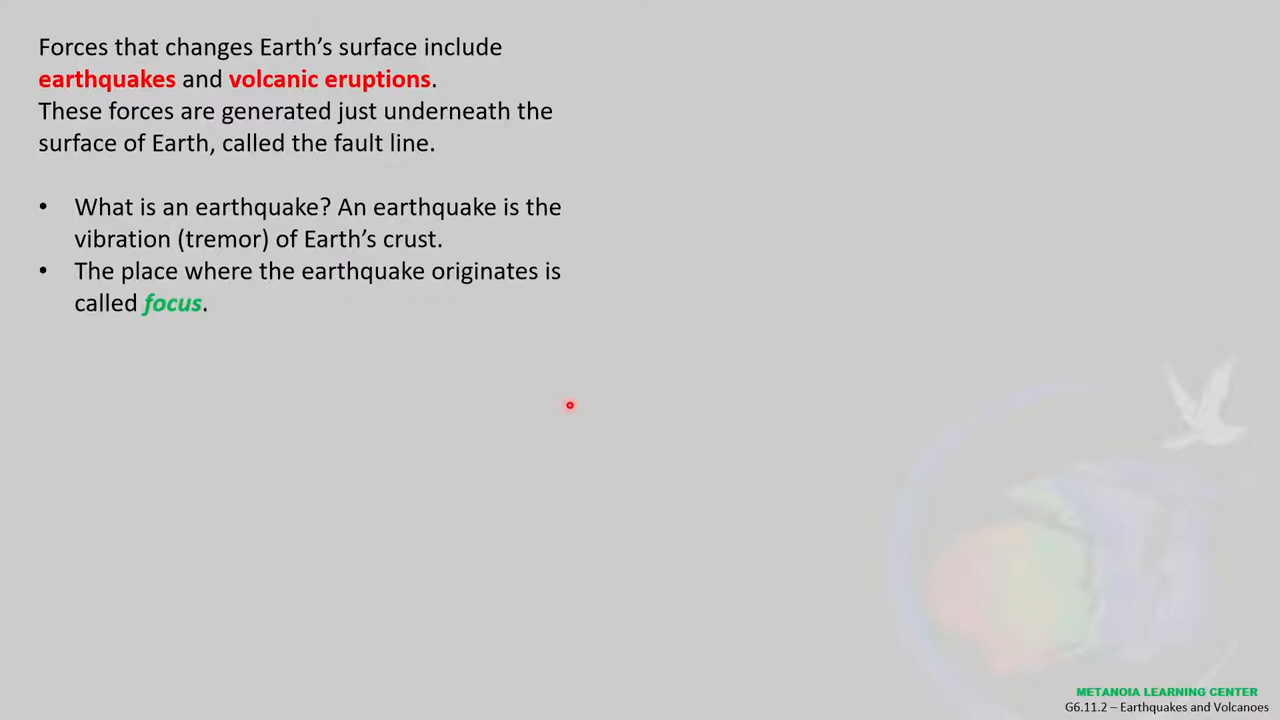 Forces that changes Earth’s surface include
earthquakes and volcanic eruptions.
These forces are generated just underneath the
surface of Earth, called the fault line.
• What is an earthquake? An earthquake is the
vibration (tremor) of Earth’s crust.
• The place where the earthquake originates is
called focus.
METANOIA LEARNING CENTER
G6.11.2 – Earthquakes and Volcanoes